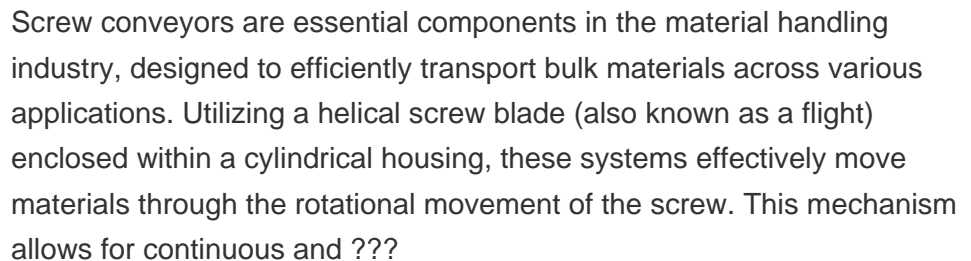 Screw conveyors are essential components in the material handling
industry, designed to efficiently transport bulk materials across various
applications. Utilizing a helical screw blade (also known as a flight)
enclosed within a cylindrical housing, these systems effectively move
materials through the rotational movement of the screw. This mechanism
allows for continuous and ???